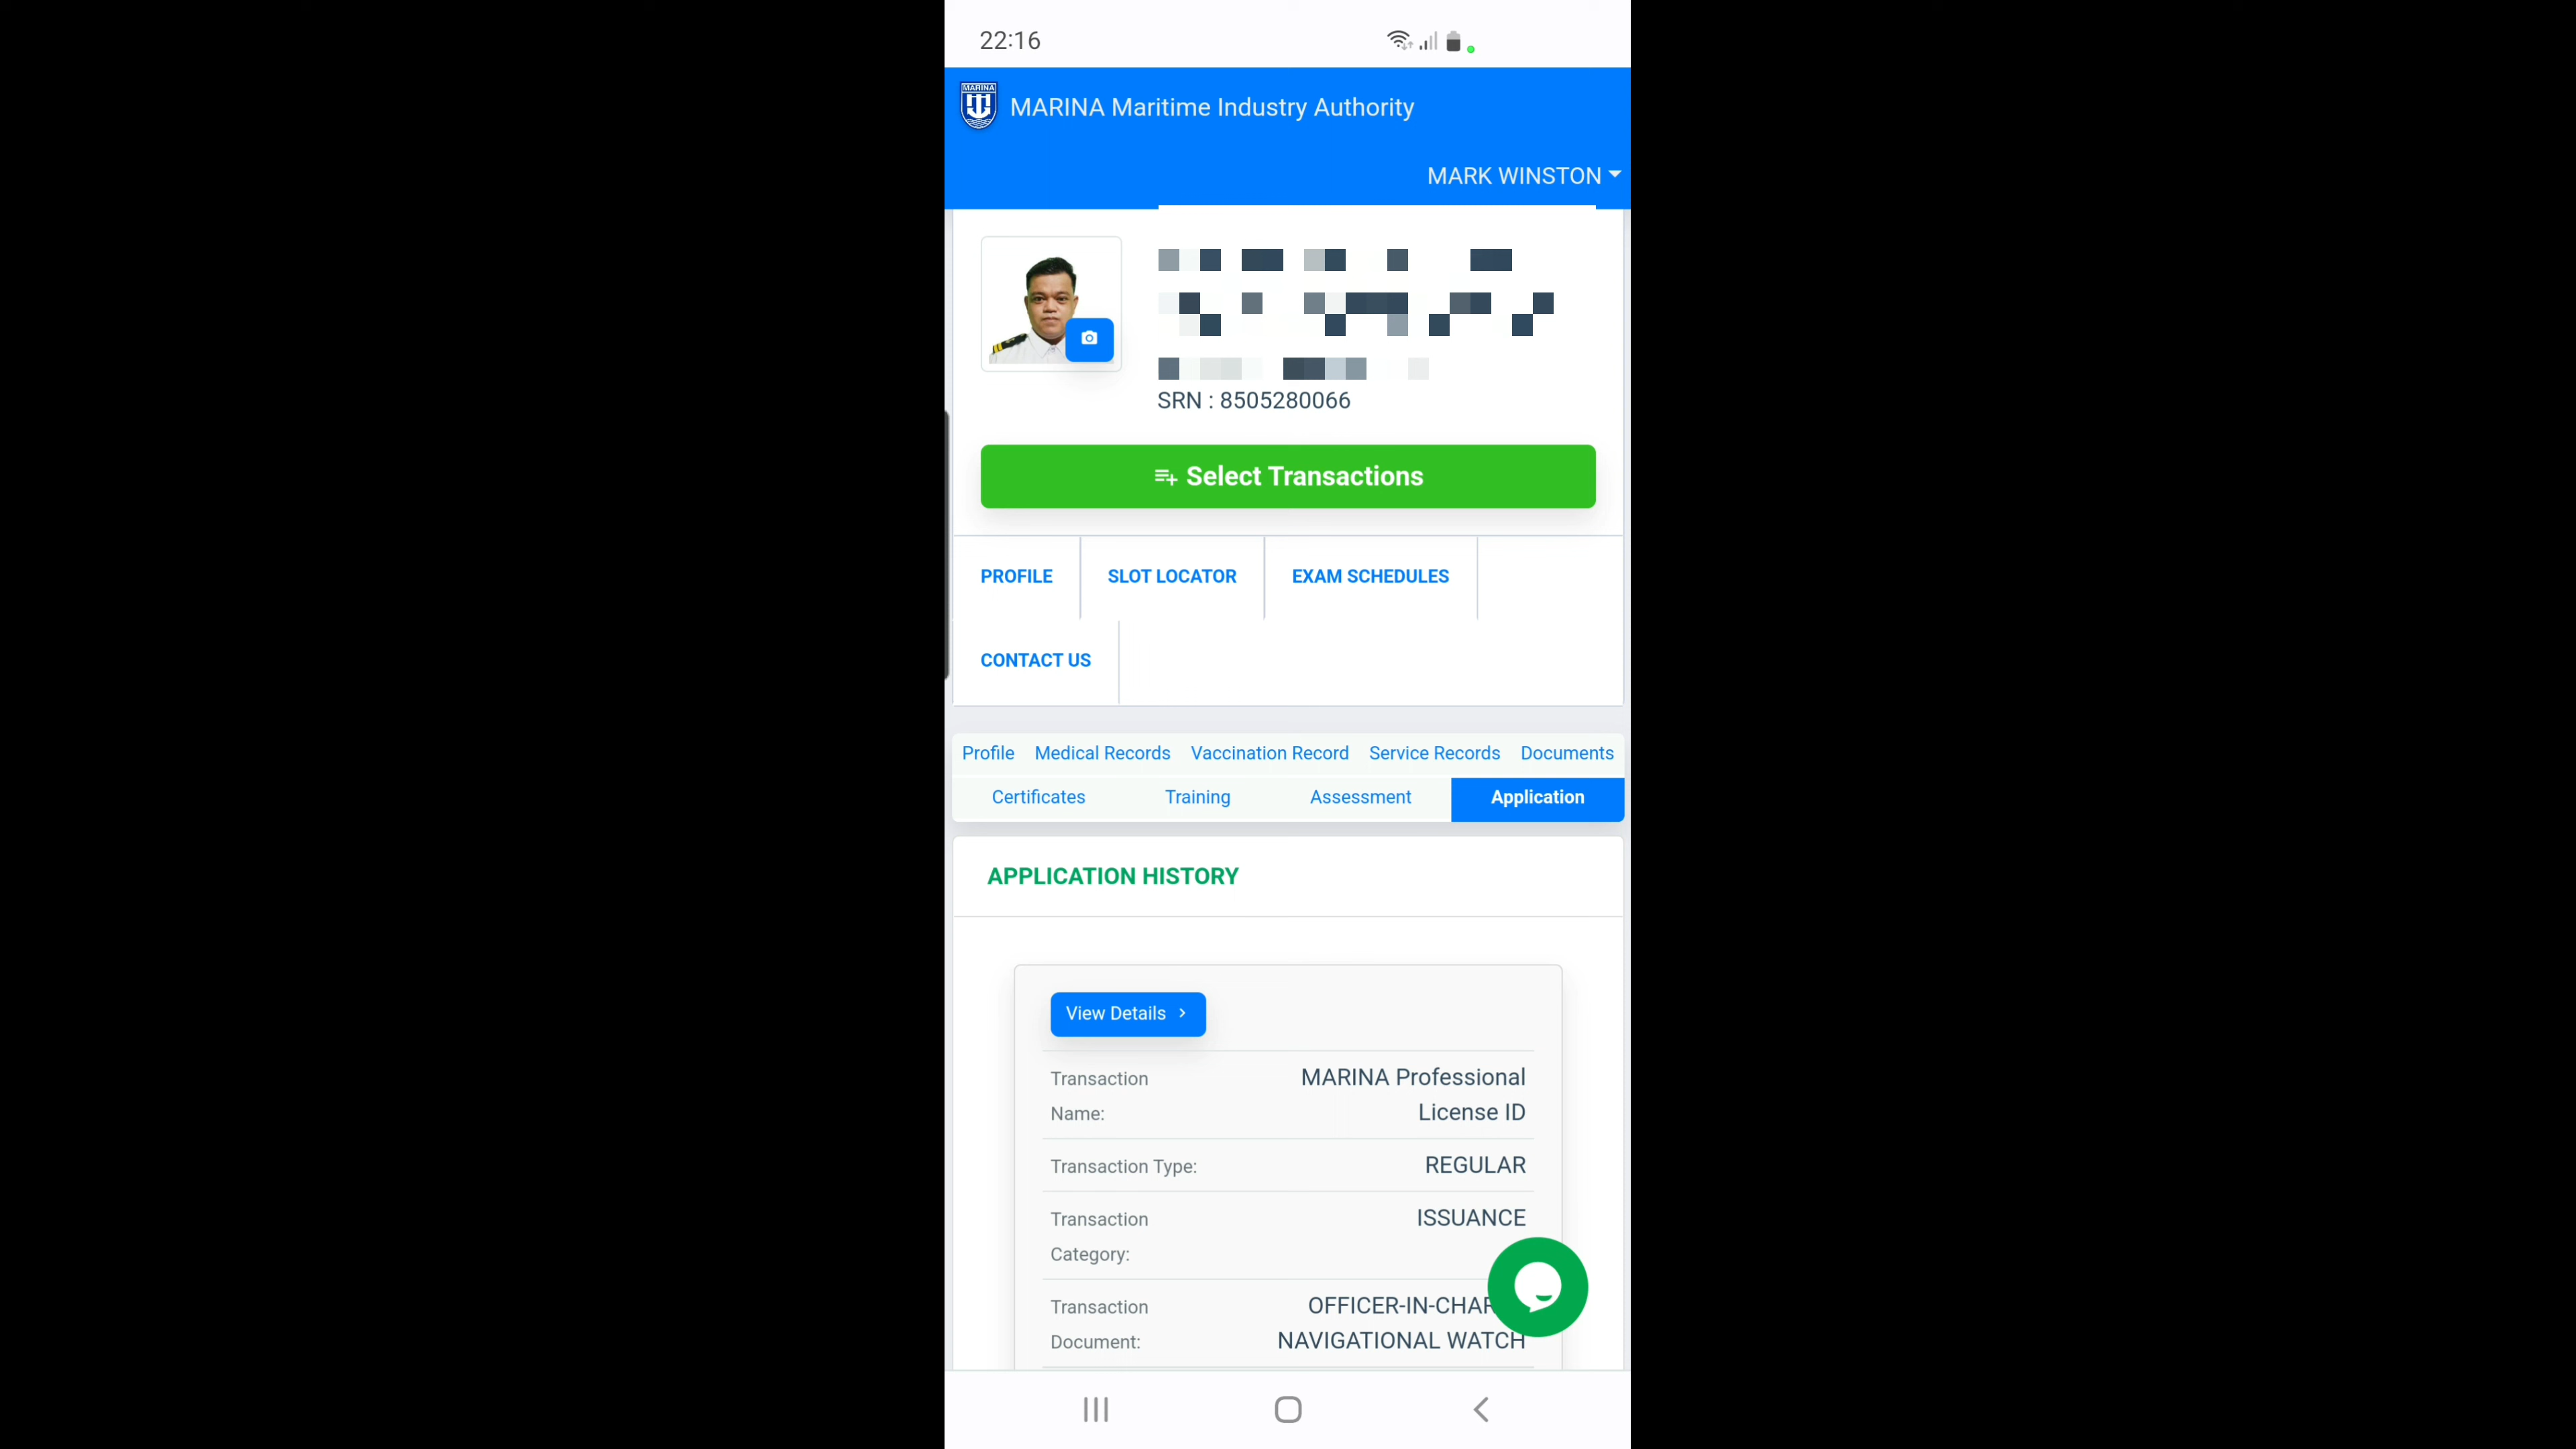 22:16
MARINA
MARINA Maritime Industry Authority
MARK WINSTON
SRN : 8505280066
Select Transactions
PROFILE
SLOT LOCATOR
EXAM SCHEDULES
CONTACT US
Profile
Medical Records
Vaccination Record
Service Records
Documents
Certificates
Training
Assessment
Application
APPLICATION HISTORY
View Details
Transaction Name:
MARINA Professional
License ID
Transaction Type:
REGULAR
Transaction Category:
ISSUANCE
Transaction Document:
NAVIGATIONAL WATCH